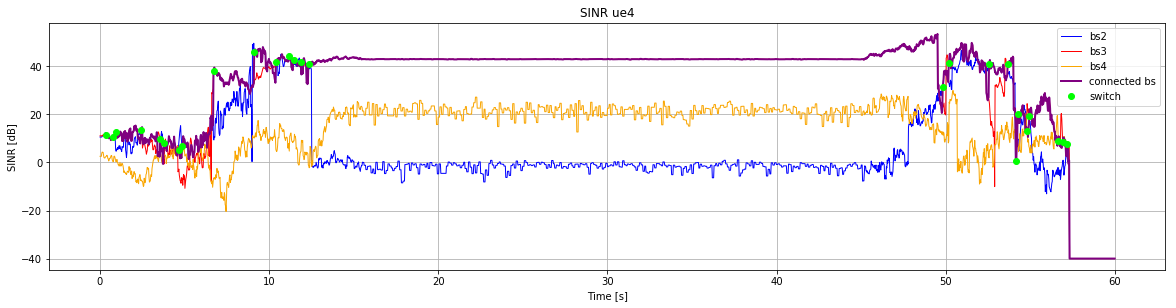 SINR ue4
SINR [dB]
40
20
0
−20
−40
0
10
20
30
40
50
60
Time [s]
bs2
bs3
bs4
connected bs
switch